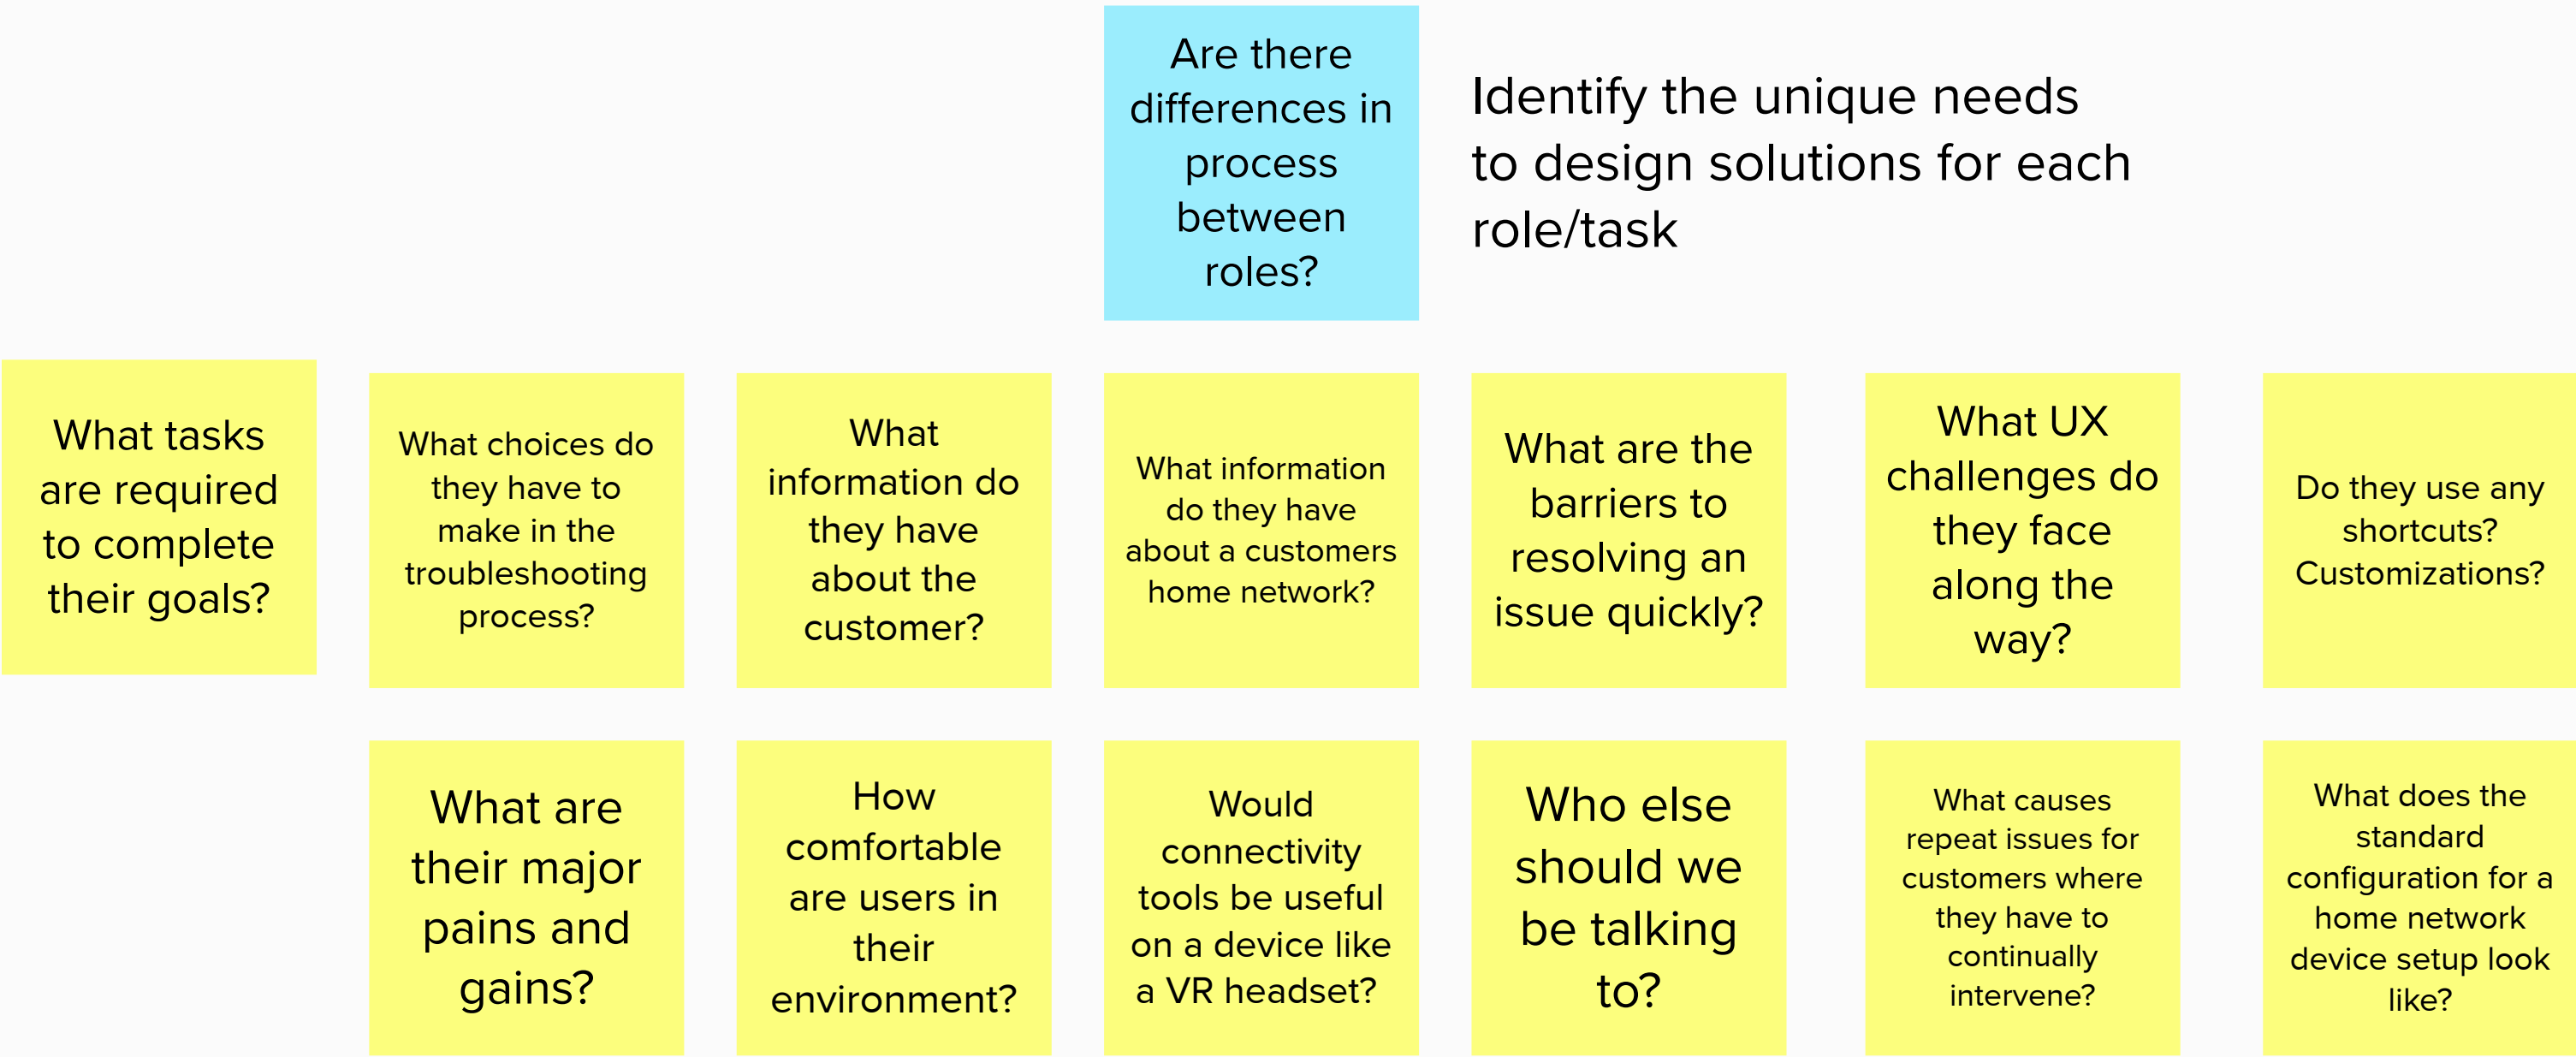 Are there
differences in
process
between
roles?
Identify the unique needs
to design solutions for each
role/task
What tasks
are required
to complete
their goals?
What choices do
they have to
make in the
troubleshooting
process?
What
information do
they have
about the
customer?
What information
do they have
about a customers
home network?
What are the
barriers to
resolving an
issue quickly?
What UX
challenges do
they face
along the
way?
Do they use any
shortcuts?
Customizations?
What are
their major
pains and
gains?
How
comfortable
are users in
their
environment?
Would
connectivity
tools be useful
on a device like
a VR headset?
Who else
should we
be talking
to?
What causes
repeat issues for
customers where
they have to
continually
intervene?
What does the
standard
configuration for a
home network
device setup look
like?